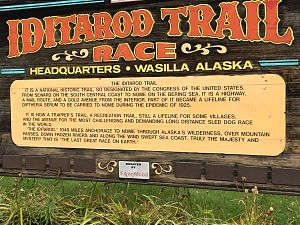 IDITAROD TRAIL
RACE
HEADQUARTERS • WASILLA ALASKA
THE IDITAROD TRAIL
IT IS A NATIONAL HISTORIC TRAIL, SO DESIGNATED BY THE CONGRESS OF THE UNITED STATES.
FROM SEWARD ON THE SOUTH CENTRAL COAST TO NOME ON THE BERING SEA, IT IS A HIGHWAY,
A MAIL ROUTE, AND A GOLD AVENUE FROM THE INTERIOR, PART OF IT BECAME A LIFELINE FOR
DIPTHERIA SERUM TO BE CARRIED TO NOME DURING THE EPIDEMIC OF 1925.
IT IS NOW A TRAPPER'S TRAIL, A RECREATION TRAIL, STILL A LIFELINE FOR SOME VILLAGES,
AND THE AVENUE FOR THE MOST CHALLENGING AND DEMANDING LONG DISTANCE SLED DOG RACE
IN THE WORLD.
THE IDITAROD: 1049 MILES ANCHORAGE TO NOME THROUGH ALASKA'S WILDERNESS, OVER MOUNTAIN
PASSES, DOWN FROZEN RIVERS AND ALONG THE WIND SWEPT SEA COAST, TRULY THE MAJESTY AND
MYSTERY THAT IS "THE LAST GREAT RACE ON EARTH."
DONATED
BY
ExxonMobil